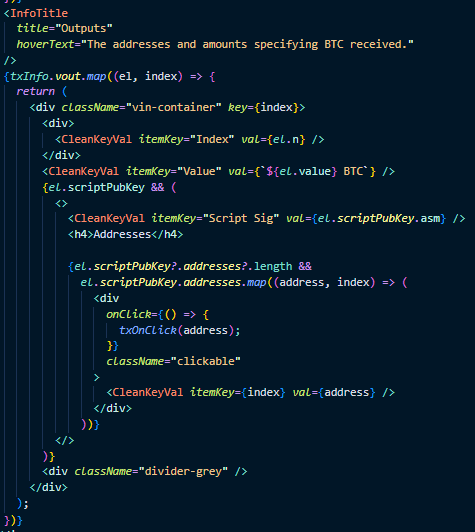 })}
<InfoTitle
  title="Outputs"
  hoverText="The addresses and amounts specifying BTC received."
/>
{txInfo.vout.map((el, index) => {
  return (
    <div className="vin-container" key={index}>
      <div>
        <CleanKeyVal itemKey="Index" val={el.n} />
      </div>
      <CleanKeyVal itemKey="Value" val={`${el.value} BTC`} />
      {el.scriptPubKey && (
        <>
          <CleanKeyVal itemKey="Script Sig" val={el.scriptPubKey.asm} />
          <h4>Addresses</h4>

          {el.scriptPubKey?.addresses?.length &&
            el.scriptPubKey.addresses.map((address, index) => (
              <div
                onClick={() => {
                  txOnClick(address);
                }}
                className="clickable"
              >
                <CleanKeyVal itemKey={index} val={address} />
              </div>
            ))}
        </>
      )}
      <div className="divider-grey" />
    </div>
  );
})}